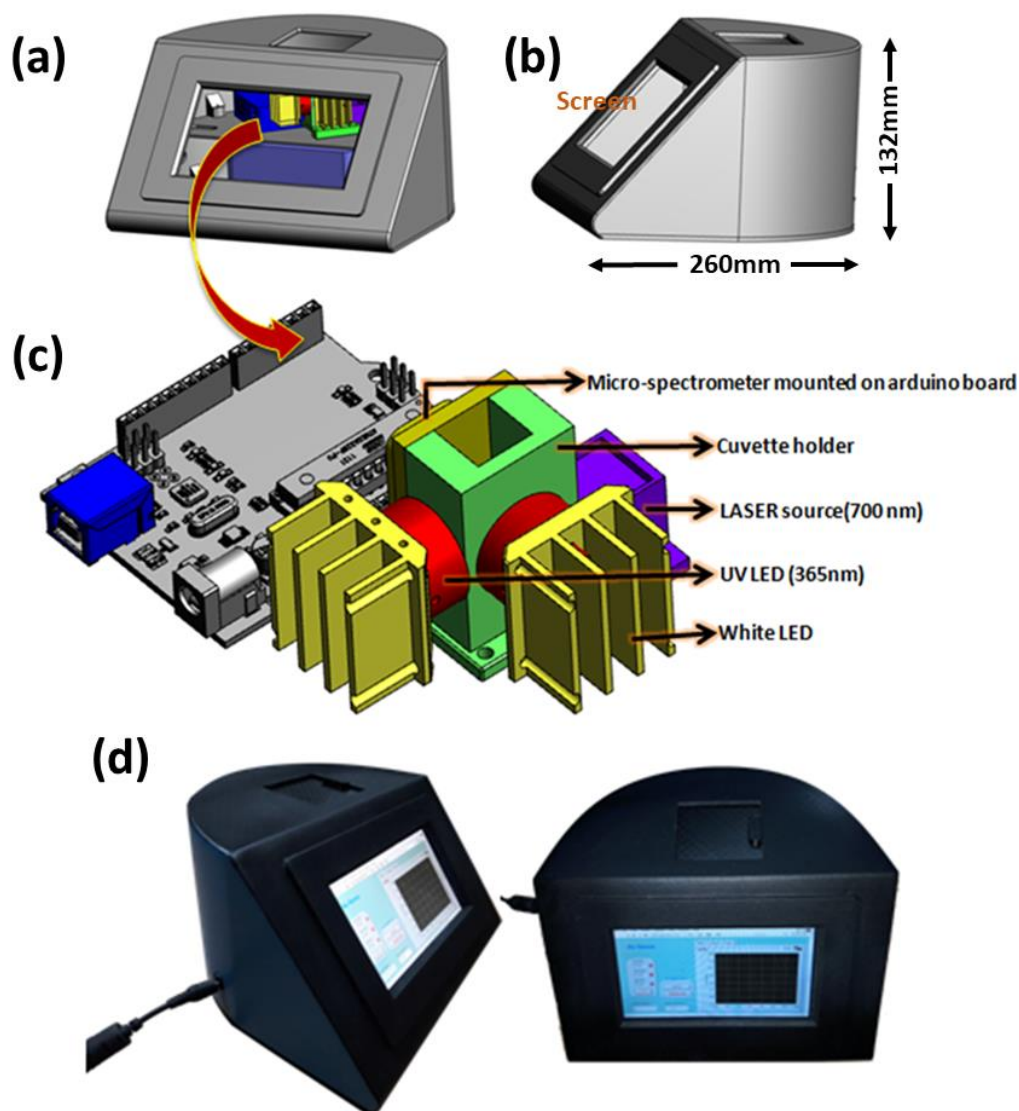 (a)
(b)
Screen
132mm
260mm
(c)
Micro-spectrometer mounted on arduino board
Cuvette holder
LASER source(700 nm)
UV LED (365nm)
White LED
(d)